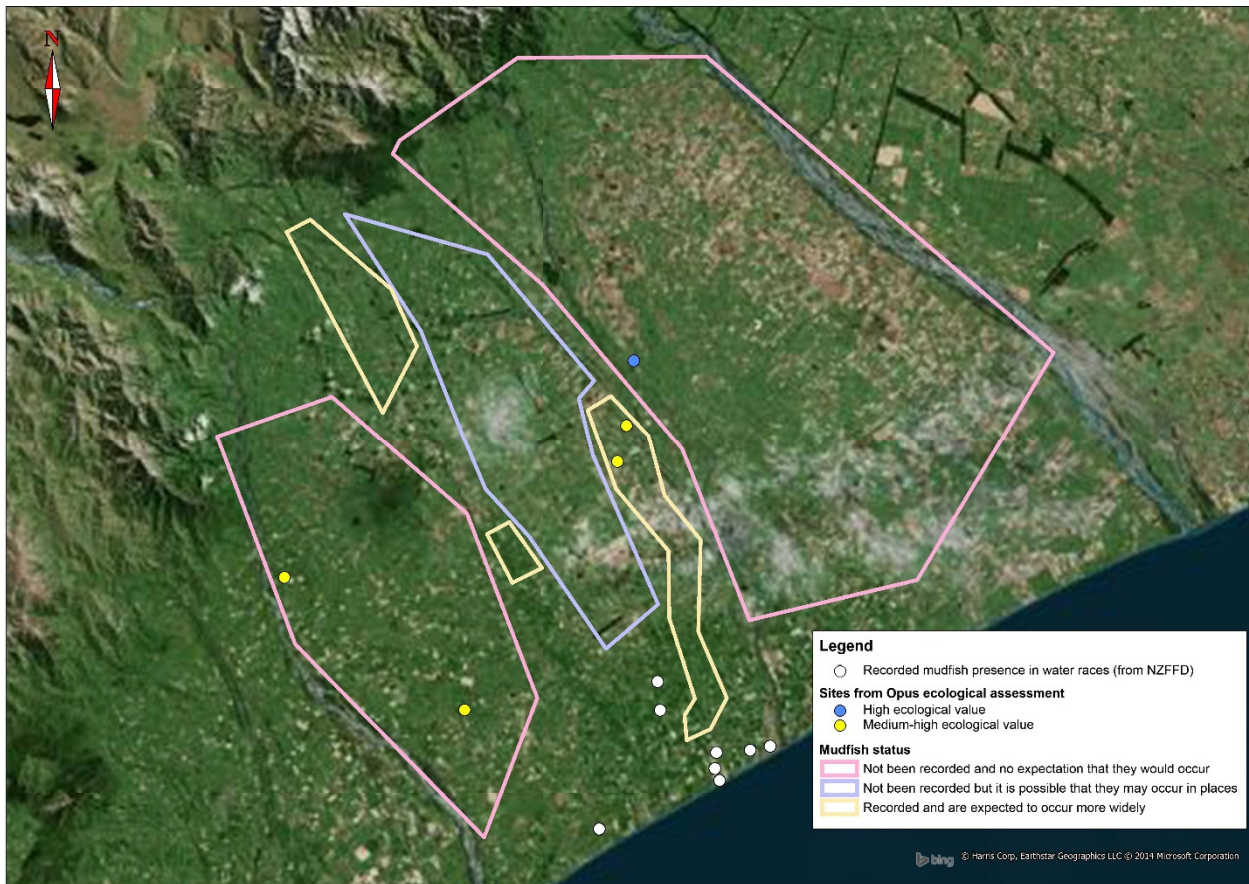 N
Legend
Recorded mudfish presence in water races (from NZFFD)
Sites from Opus ecological assessment
High ecological value
Medium-high ecological value
Mudfish status
Not been recorded and no expectation that they would occur
Not been recorded but it is possible that they may occur in places
Recorded and are expected to occur more widely
bing © Harris Corp, Earthstar Geographics LLC © 2014 Microsoft Corporation